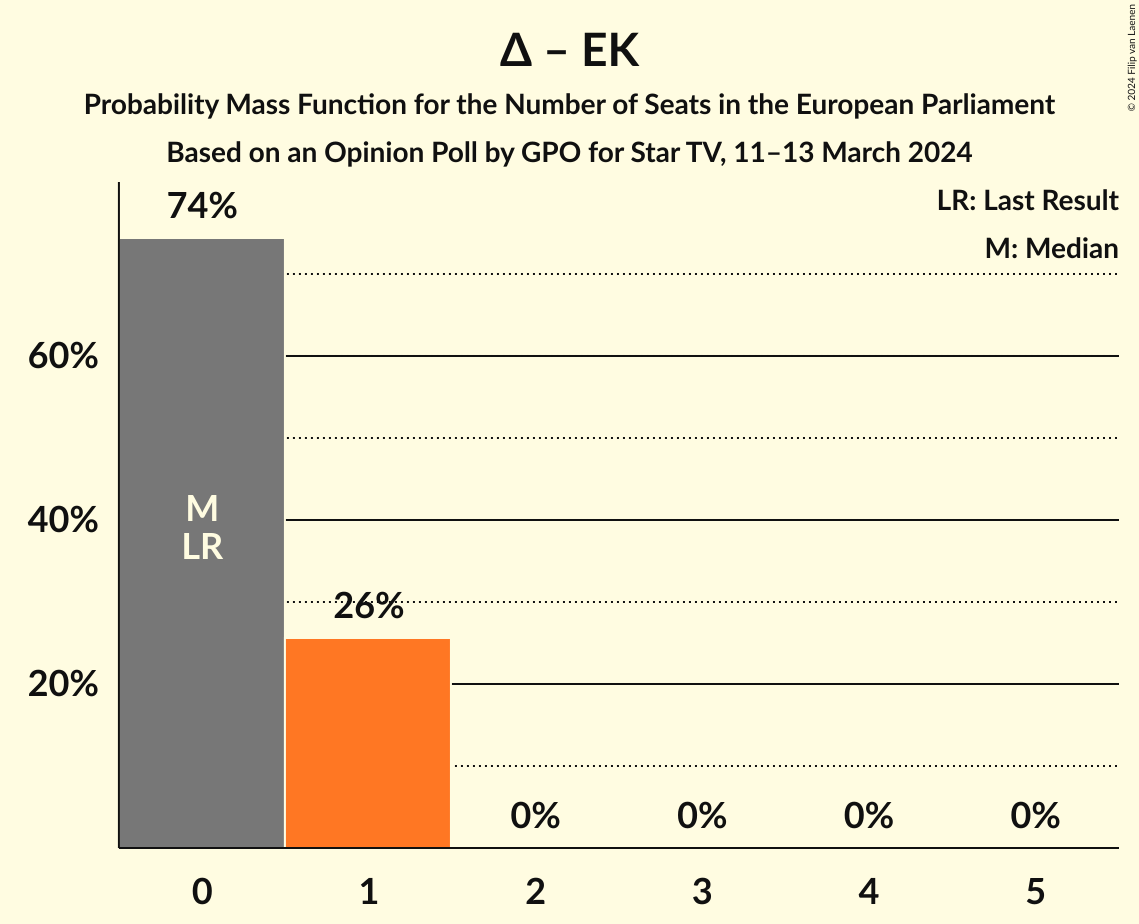 Δ – EK
Probability Mass Function for the Number of Seats in the European Parliament
Based on an Opinion Poll by GPO for Star TV, 11–13 March 2024
© 2024 Filip van Laenen
LR: Last Result
M: Median
74%
60%
40%
20%
M
LR
26%
0% 0% 0% 0%
0 1 2 3 4 5